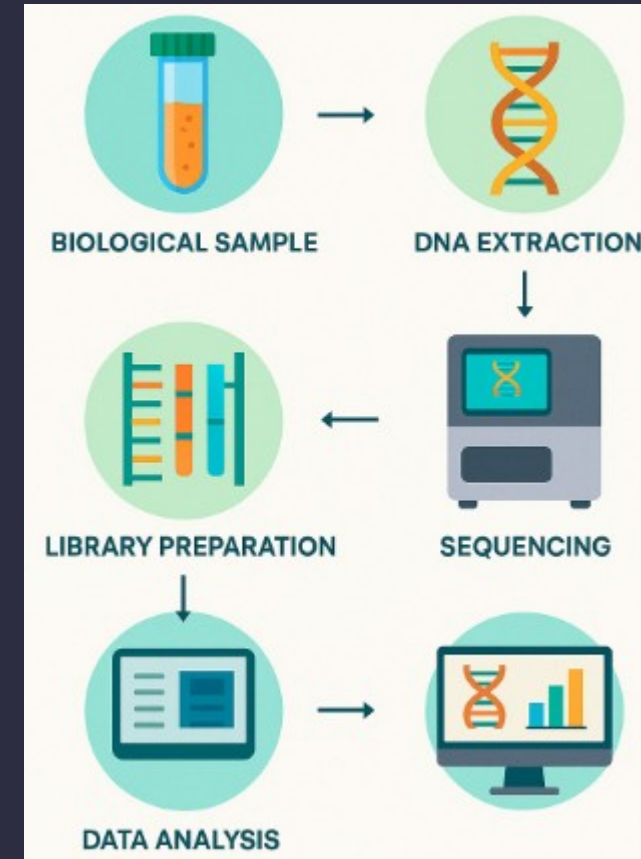 BIOLOGICAL SAMPLE
DNA EXTRACTION
LIBRARY PREPARATION
SEQUENCING
DATA ANALYSIS